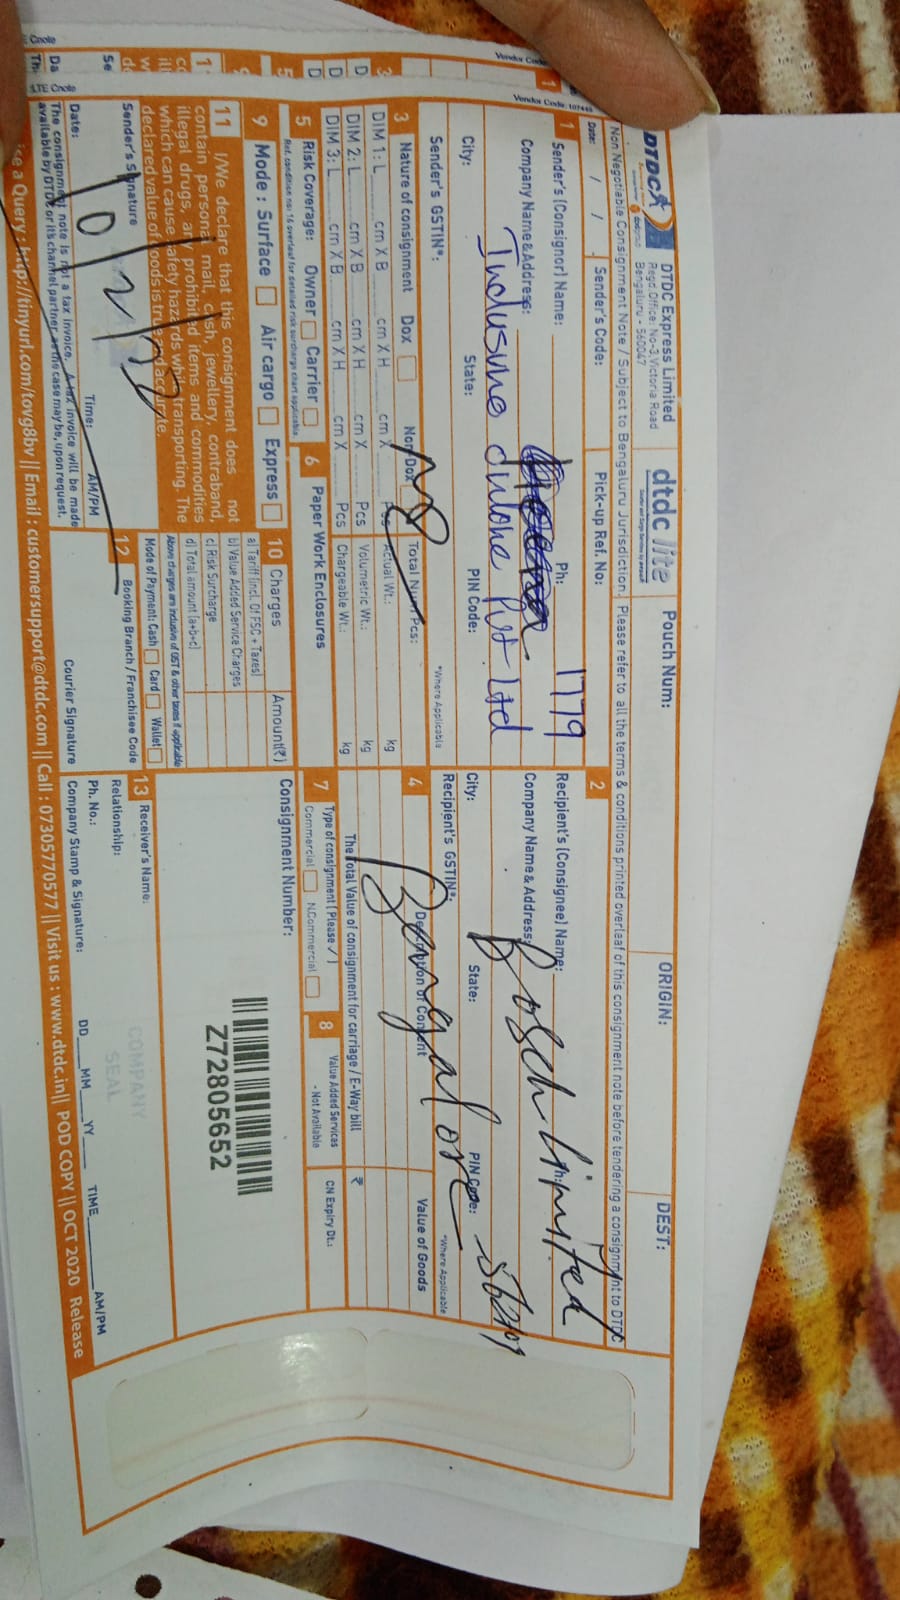 Vendor Code
Vendor Code: 107445
DTDC
DTDC Express Limited
Regd. Office: No-3, Victoria Road
Bengaluru - 560047
dtdc lite
Pouch Num:
ORIGIN:
DEST:
Non Negotiable Consignment Note / Subject to Bengaluru Jurisdiction. Please refer to all the terms & conditions printed overleaf of this consignment note before tendering a consignment to DTDC
Date: / /
Sender's Code:
Pick-up Ref. No:
1 Sender's (Consignor) Name:
Ph: 1779
Company Name & Address:
City:
State:
PIN Code:
Sender's GSTIN*:
*Where Applicable
2 Recipient's (Consignee) Name:
Bosch limited
Company Name & Address:
City:
State:
PIN Code:
Recipient's GSTIN*:
*Where Applicable
Bangalore
3 Nature of consignment Dox Non-Dox
Total Num Pcs:
DIM 1: L cm X B cm X H cm X Pcs
Actual Wt.: kg
DIM 2: L cm X B cm X H cm X Pcs
Volumetric Wt.: kg
DIM 3: L cm X B cm X H cm X Pcs
Chargeable Wt.: kg
4 Description of Content
Value of Goods
The Total Value of consignment for carriage / E-Way bill ₹
5 Risk Coverage: Owner Carrier
6 Paper Work Enclosures
7 Type of consignment (Please ✓)
Commercial N.Commercial
8 Value Added Services
- Not Available
CN Expiry Dt.:
9 Mode : Surface Air cargo Express
10 Charges
Amount(₹)
a) Tariff (incl. Of FSC + Taxes)
b) Value Added Service Charges
c) Risk Surcharge
d) Total amount (a+b+c)
Above charges are inclusive of GST & other taxes if applicable
Mode of Payment: Cash Card Wallet
Consignment Number:
Z72805652
11 I/We declare that this consignment does not
contain personal mail, cash, jewellery, contraband,
illegal drugs, any prohibited items and commodities
which can cause safety hazards while transporting. The
declared value of goods is true and accurate.
Sender's Signature
Date:
Time: AM/PM
The consignment note is not a tax invoice. A tax invoice will be made
available by DTDC or its channel partner as the case may be, upon request.
12 Booking Branch / Franchisee Code
Courier Signature
13 Receiver's Name:
Relationship:
Ph. No.:
Company Stamp & Signature:
COMPANY
SEAL
DD MM YY TIME AM/PM
a Query : http://tinyurl.com/tovg8bv || Email : customersupport@dtdc.com || Call : 07305770577 || Visit us : www.dtdc.in|| POD COPY || OCT 2020 Release